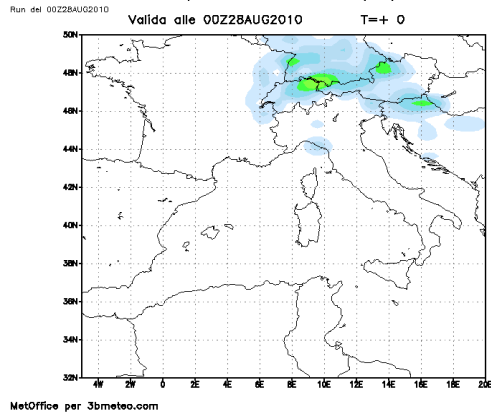 Run del 00Z28AUG2010
Valida alle 00Z28AUG2010 T=+ 0
50N
48N
46N
44N
42N
40N
38N
36N
34N
32N
4W 2W 0 2E 4E 6E 8E 10E 12E 14E 16E 18E 20E
MetOffice per 3bmeteo.com